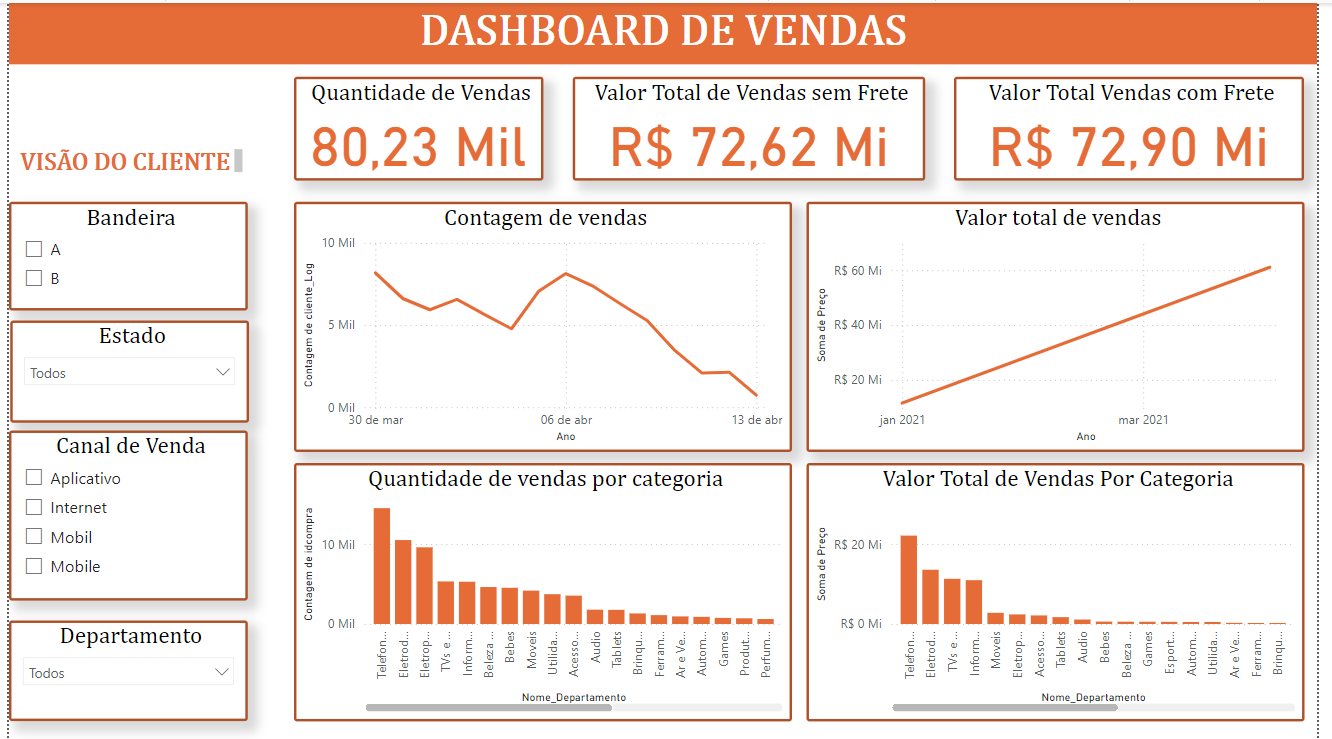 DASHBOARD DE VENDAS
VISÃO DO CLIENTE
Quantidade de Vendas
80,23 Mil
Valor Total de Vendas sem Frete
R$ 72,62 Mi
Valor Total Vendas com Frete
R$ 72,90 Mi
Bandeira
A
B
Estado
Todos
Canal de Venda
Aplicativo
Internet
Mobil
Mobile
Departamento
Todos
Contagem de vendas
Contagem de cliente_Log
10 Mil
5 Mil
0 Mil
30 de mar
06 de abr
13 de abr
Ano
Valor total de vendas
Soma de Preço
R$ 60 Mi
R$ 40 Mi
R$ 20 Mi
jan 2021
mar 2021
Ano
Quantidade de vendas por categoria
Contagem de idcompra
10 Mil
0 Mil
Telefon...
Eletrod...
Eletrop...
TVs e ...
Inform...
Beleza ...
Bebes
Moveis
Utilida...
Acesso...
Audio
Tablets
Brinqu...
Ferram...
Ar e Ve...
Autom...
Games
Produt...
Perfum...
Nome_Departamento
Valor Total de Vendas Por Categoria
Soma de Preço
R$ 20 Mi
R$ 0 Mi
Telefon...
Eletrod...
TVs e ...
Inform...
Moveis
Eletrop...
Acesso...
Tablets
Audio
Bebes
Beleza ...
Games
Esport...
Autom...
Utilida...
Ar e Ve...
Ferram...
Brinqu...
Nome_Departamento